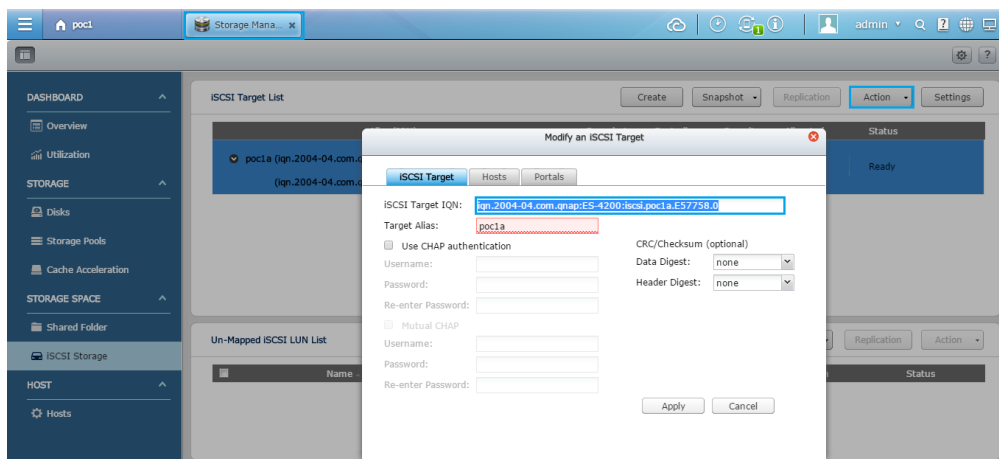 poc1
Storage Mana...
1
admin
DASHBOARD
Overview
Utilization
STORAGE
Disks
Storage Pools
Cache Acceleration
STORAGE SPACE
Shared Folder
iSCSI Storage
HOST
Hosts
iSCSI Target List
Create
Snapshot
Replication
Action
Settings
Status
poc1a (iqn.2004-04.com.q
Ready
(iqn.2004-04.com.q
Modify an iSCSI Target
iSCSI Target
Hosts
Portals
iSCSI Target IQN: iqn.2004-04.com.qnap:ES-4200:iscsi.poc1a.E57758.0
Target Alias: poc1a
Use CHAP authentication
Username:
Password:
Re-enter Password:
Mutual CHAP
Username:
Password:
Re-enter Password:
CRC/Checksum (optional)
Data Digest: none
Header Digest: none
Apply
Cancel
Un-Mapped iSCSI LUN List
Replication
Action
Name
Status